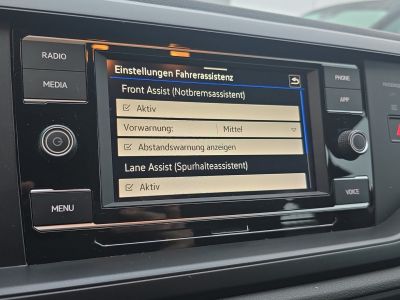 RADIO
MEDIA
MENU
Einstellungen Fahrerassistenz
Front Assist (Notbremsassistent)
Aktiv
Vorwarnung: Mittel
Abstandswarnung anzeigen
Lane Assist (Spurhalteassistent)
Aktiv
PHONE
APP
VOICE